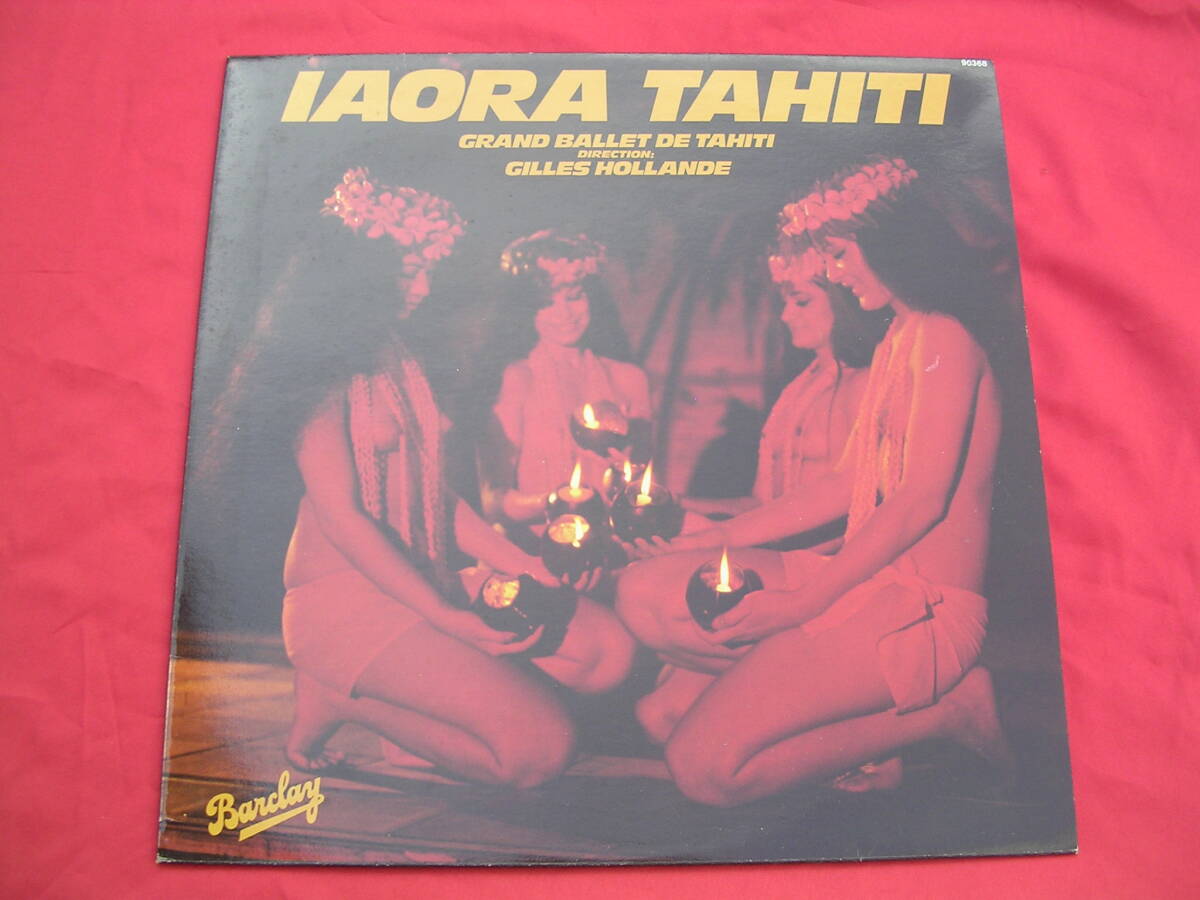 90368
IAORA TAHITI
GRAND BALLET DE TAHITI
DIRECTION:
GILLES HOLLANDE
Barclay